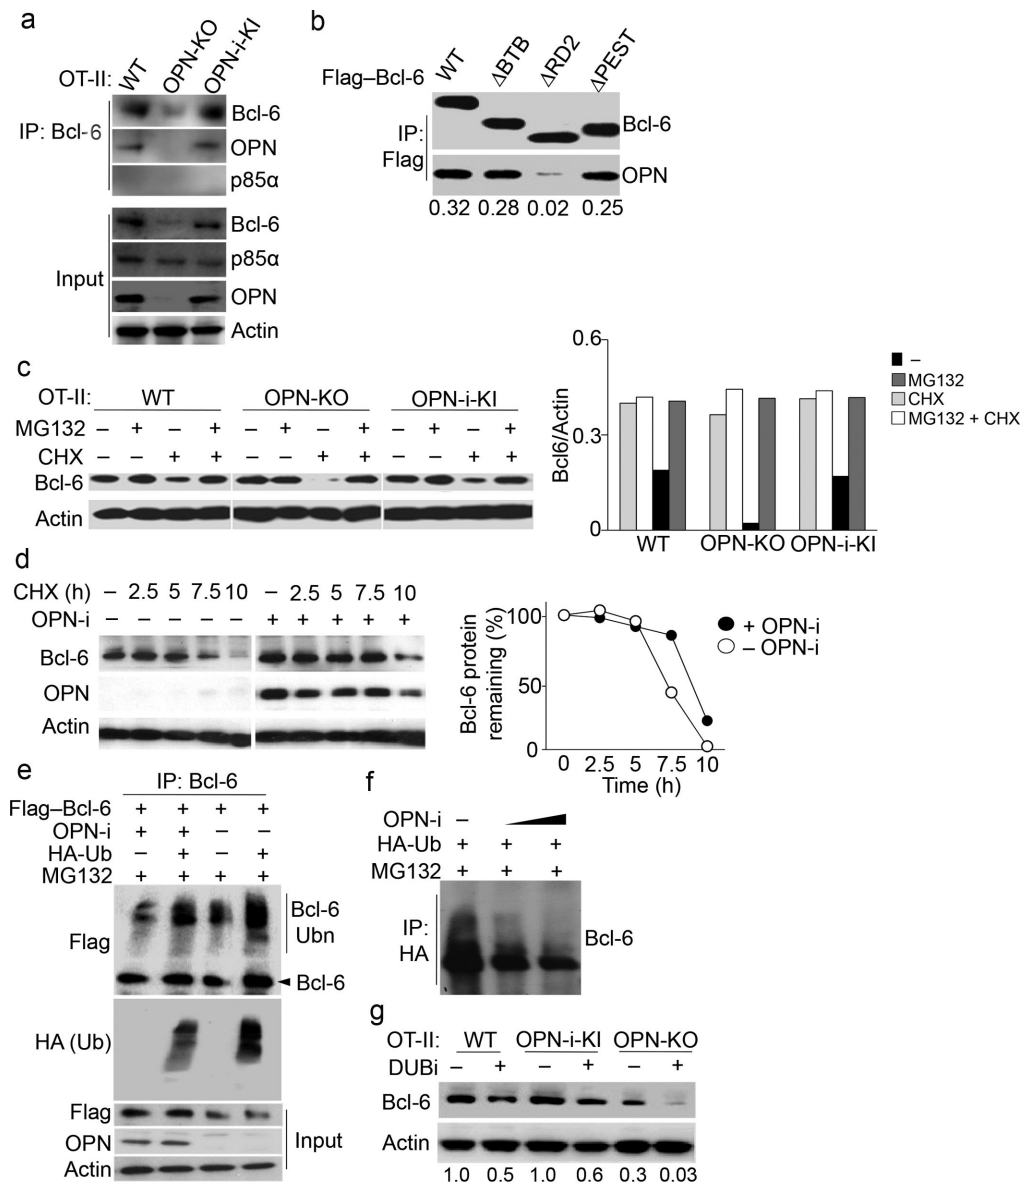 a
OT-II: WT OPN-KO OPN-i-KI
IP: Bcl-6
Bcl-6
OPN
p85α
Input
Bcl-6
p85α
OPN
Actin
b
Flag–Bcl-6 WT ΔBTB ΔRD2 ΔPEST
IP:
Flag
Bcl-6
OPN
0.32 0.28 0.02 0.25
c
OT-II: WT OPN-KO OPN-i-KI
MG132 – + – + – + – + – + – +
CHX – – + + – – + + – – + +
Bcl-6
Actin
0.6
0.3
0
Bcl6/Actin
WT OPN-KO OPN-i-KI
–
MG132
CHX
MG132 + CHX
d
CHX (h) – 2.5 5 7.5 10 – 2.5 5 7.5 10
OPN-i – – – – – + + + + +
Bcl-6
OPN
Actin
Bcl-6 protein
remaining (%)
100
50
0
0 2.5 5 7.5 10
Time (h)
+ OPN-i
– OPN-i
e
IP: Bcl-6
Flag–Bcl-6 + + + +
OPN-i + + – –
HA-Ub – + – +
MG132 + + + +
Flag
Bcl-6
Ubn
Bcl-6
HA (Ub)
Flag
OPN
Actin
Input
f
OPN-i –
HA-Ub + + +
MG132 + + +
IP:
HA
Bcl-6
g
OT-II: WT OPN-i-KI OPN-KO
DUBi – + – + – +
Bcl-6
Actin
1.0 0.5 1.0 0.6 0.3 0.03